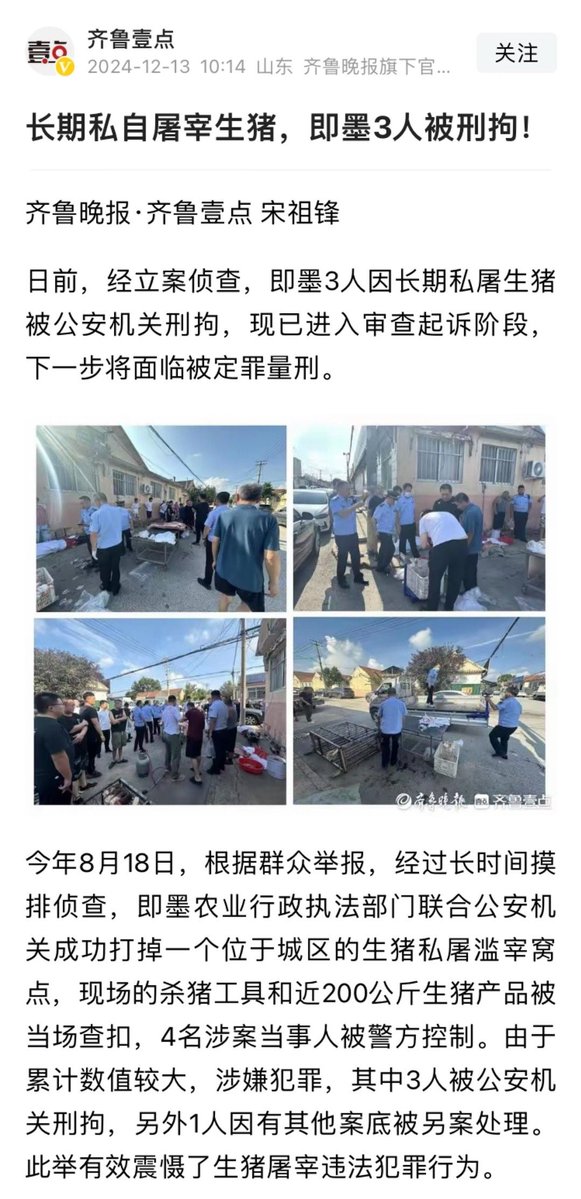 壹点
齐鲁壹点
2024-12-13 10:14 山东 齐鲁晚报旗下官...
关注
长期私自屠宰生猪，即墨3人被刑拘！
齐鲁晚报·齐鲁壹点 宋祖锋
日前，经立案侦查，即墨3人因长期私屠生猪
被公安机关刑拘，现已进入审查起诉阶段，
下一步将面临被定罪量刑。
齐鲁晚报 壹点 齐鲁壹点
今年8月18日，根据群众举报，经过长时间摸
排侦查，即墨农业行政执法部门联合公安机
关成功打掉一个位于城区的生猪私屠滥宰窝
点，现场的杀猪工具和近200公斤生猪产品被
当场查扣，4名涉案当事人被警方控制。由于
累计数值较大，涉嫌犯罪，其中3人被公安机
关刑拘，另外1人因有其他案底被另案处理。
此举有效震慑了生猪屠宰违法犯罪行为。